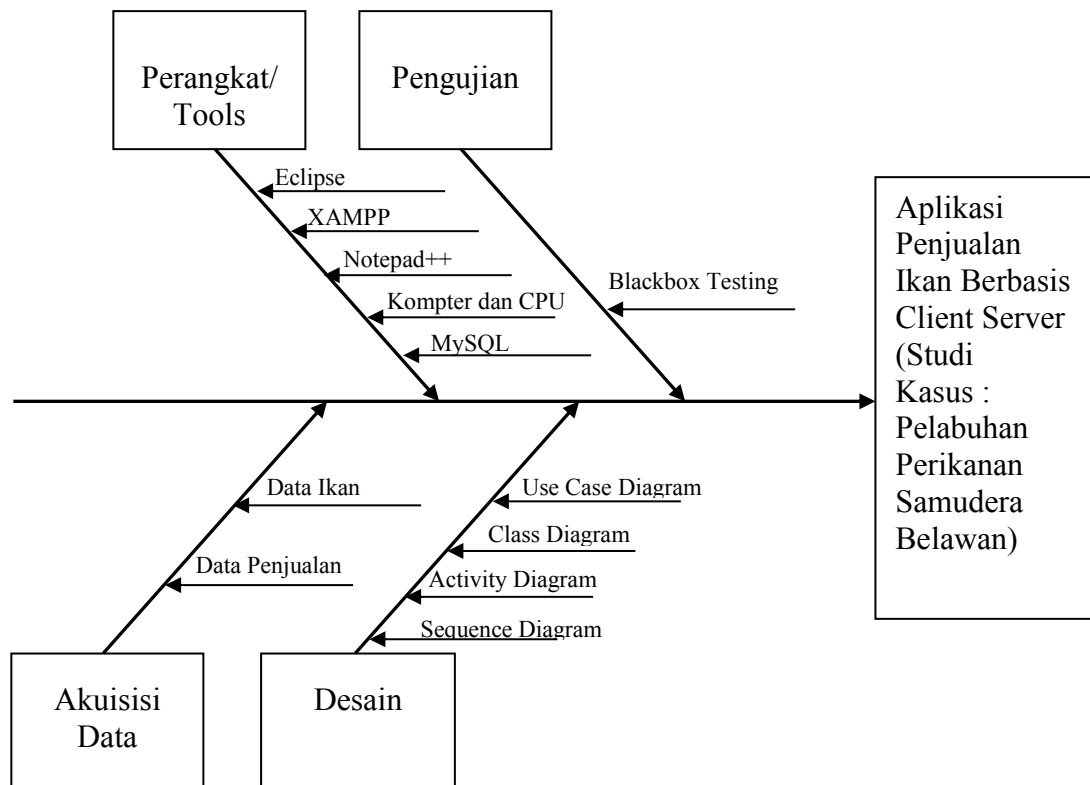 Perangkat/
Tools
Pengujian
Eclipse
XAMPP
Notepad++
Kompter dan CPU
MySQL
Blackbox Testing
Aplikasi
Penjualan
Ikan Berbasis
Client Server
(Studi
Kasus :
Pelabuhan
Perikanan
Samudera
Belawan)
Data Ikan
Data Penjualan
Use Case Diagram
Class Diagram
Activity Diagram
Sequence Diagram
Akuisisi
Data
Desain